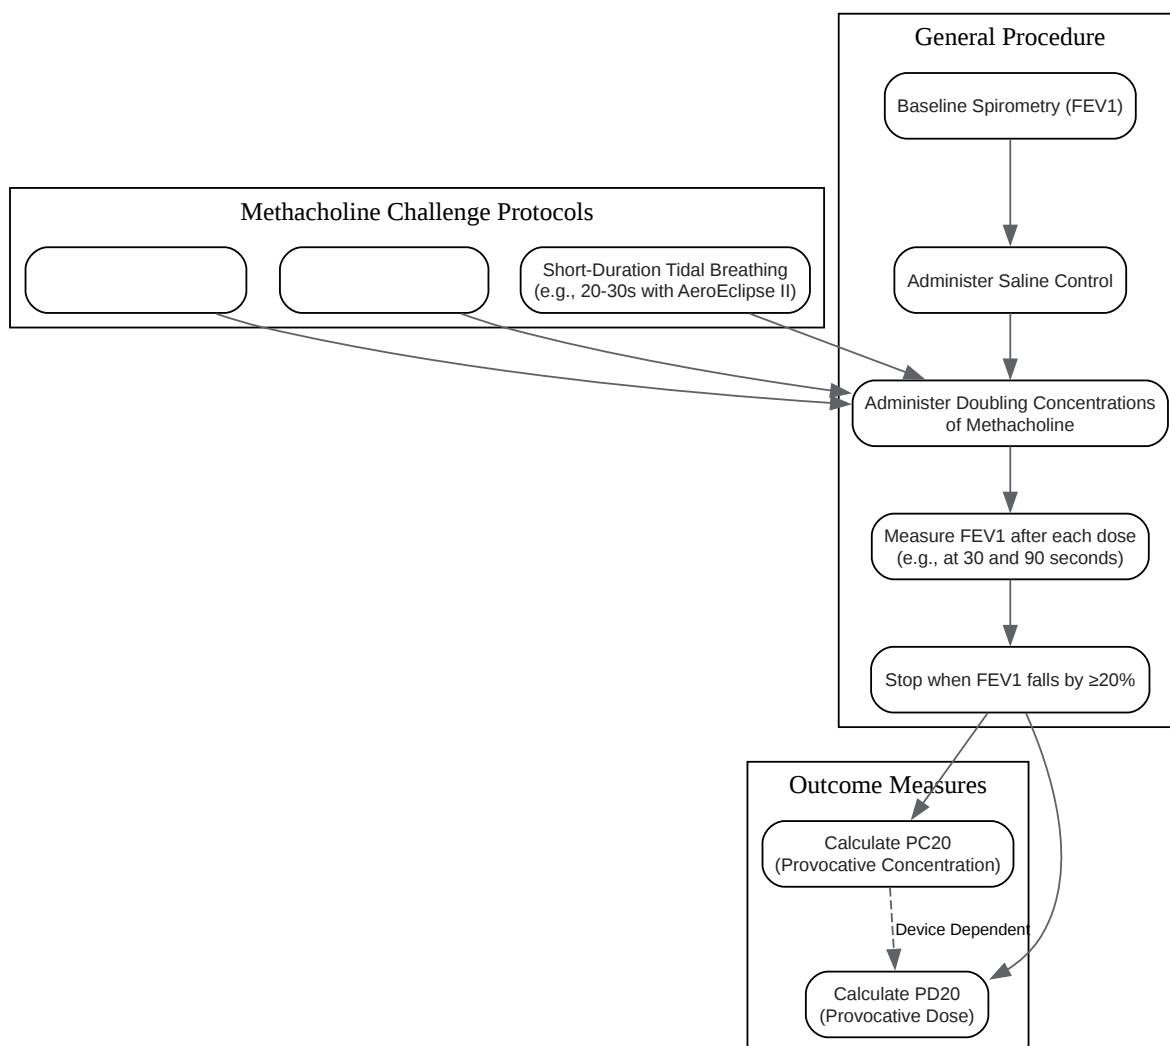 General Procedure
Baseline Spirometry (FEV1)
Methacholine Challenge Protocols
Short-Duration Tidal Breathing
(e.g., 20-30s with AeroEclipse II)
Administer Saline Control
Administer Doubling Concentrations
of Methacholine
Measure FEV1 after each dose
(e.g., at 30 and 90 seconds)
Stop when FEV1 falls by ≥20%
Outcome Measures
Calculate PC20
(Provocative Concentration)
Device Dependent
Calculate PD20
(Provocative Dose)